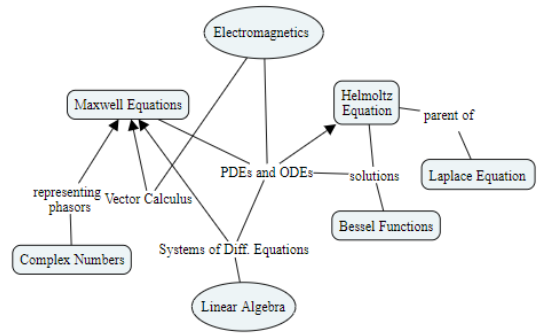 Electromagnetics
Maxwell Equations
Helmoltz
Equation
parent of
PDEs and ODEs
solutions
Laplace Equation
representing
phasors
Vector Calculus
Bessel Functions
Complex Numbers
Systems of Diff. Equations
Linear Algebra